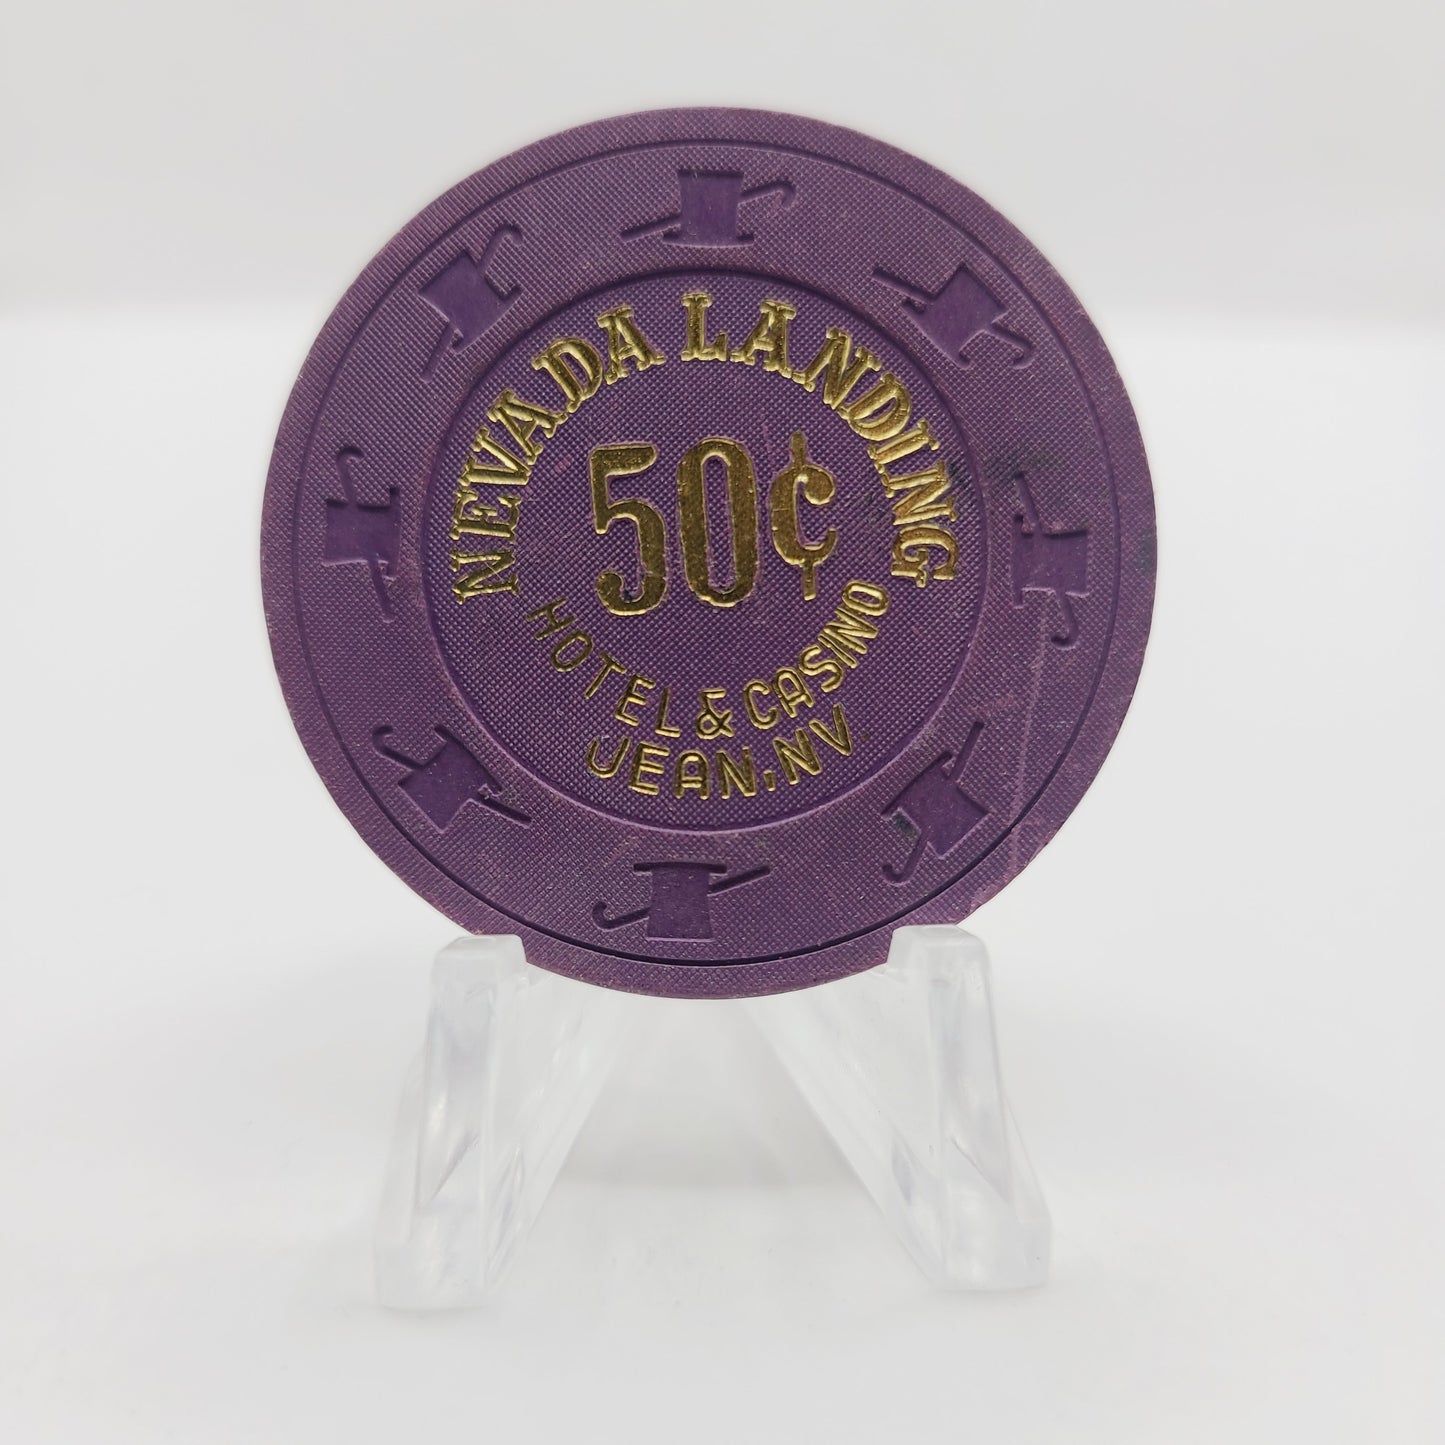 NEVADA LANDING
50¢
HOTEL & CASINO
JEAN, NV.